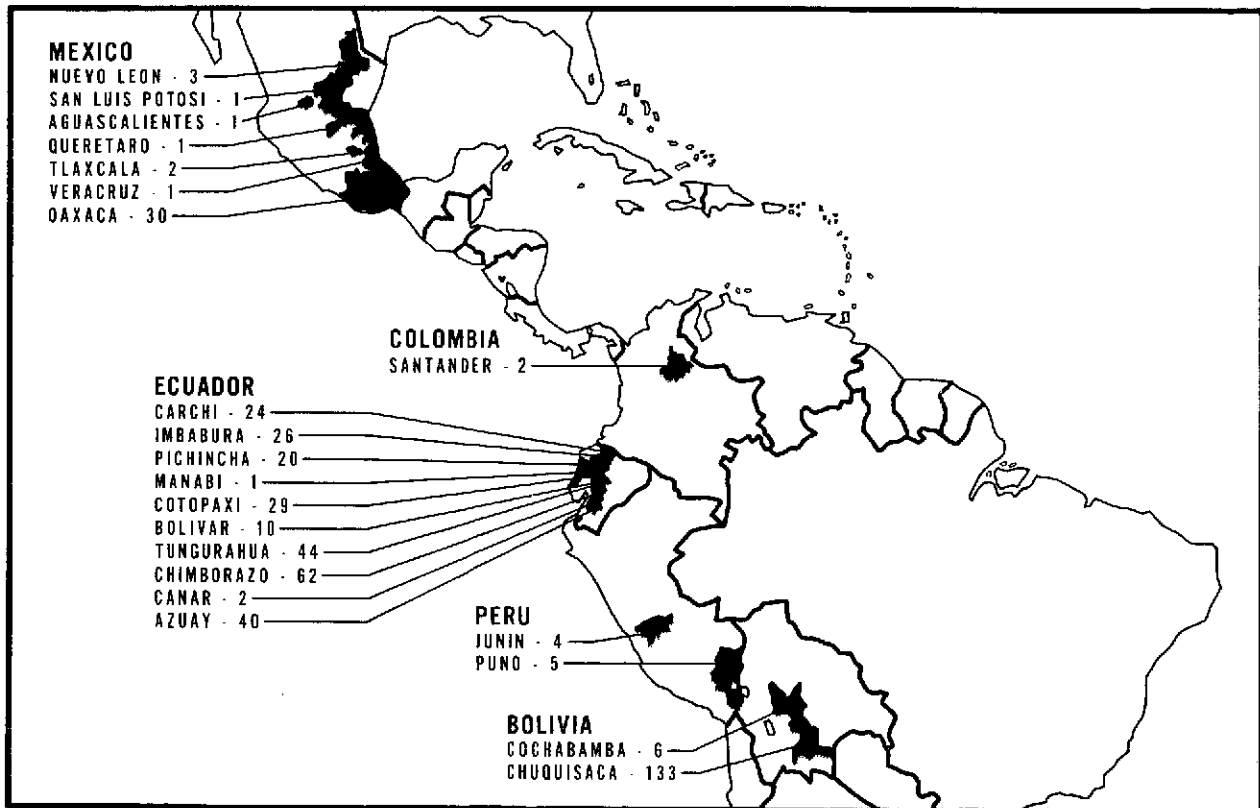 MEXICO
NUEVO LEON - 3
SAN LUIS POTOSI - 1
AGUASCALIENTES - 1
QUERETARO - 1
TLAXCALA - 2
VERACRUZ - 1
OAXACA - 30
COLOMBIA
SANTANDER - 2
ECUADOR
CARCHI - 24
IMBABURA - 26
PICHINCHA - 20
MANABI - 1
COTOPAXI - 29
BOLIVAR - 10
TUNGURAHUA - 44
CHIMBORAZO - 62
CANAR - 2
AZUAY - 40
PERU
JUNIN - 4
PUNO - 5
BOLIVIA
COCHABAMBA - 6
CHUQUISACA - 133